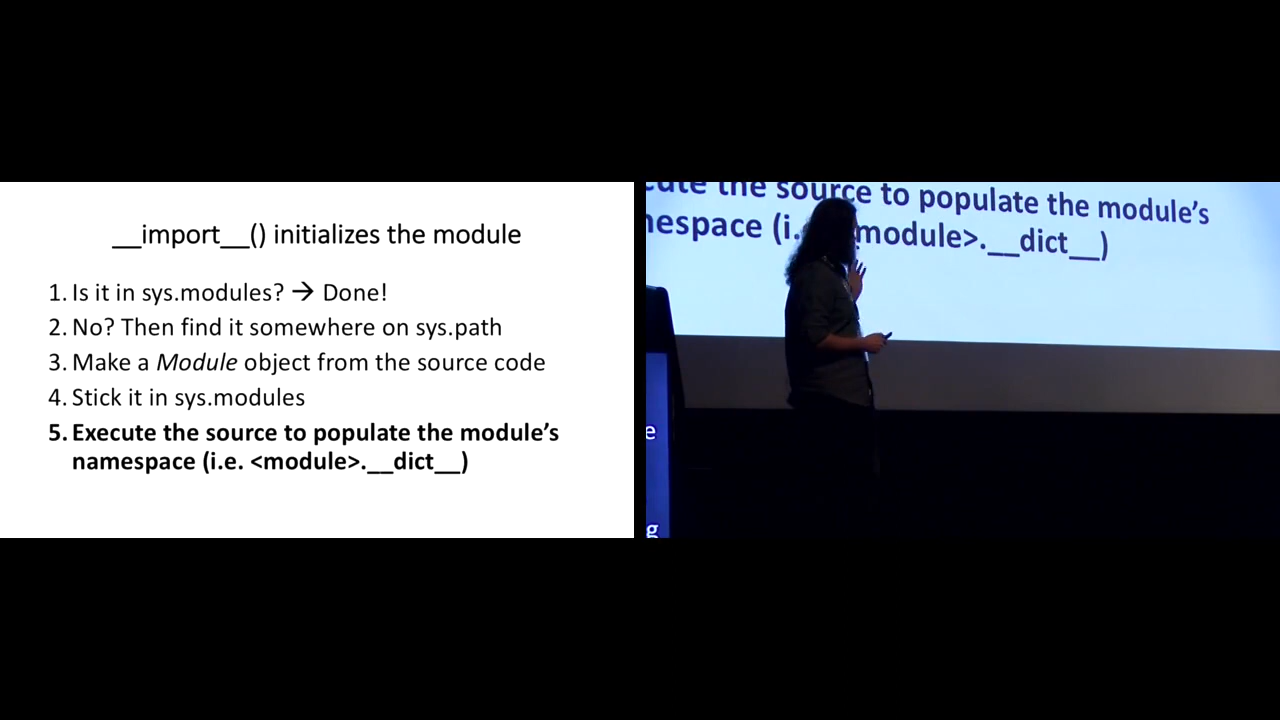 __import__() initializes the module
1. Is it in sys.modules? → Done!
2. No? Then find it somewhere on sys.path
3. Make a Module object from the source code
4. Stick it in sys.modules
5. Execute the source to populate the module’s
namespace (i.e. <module>.__dict__)
the source to populate the module’s
(i. module>.__dict__)
e
g